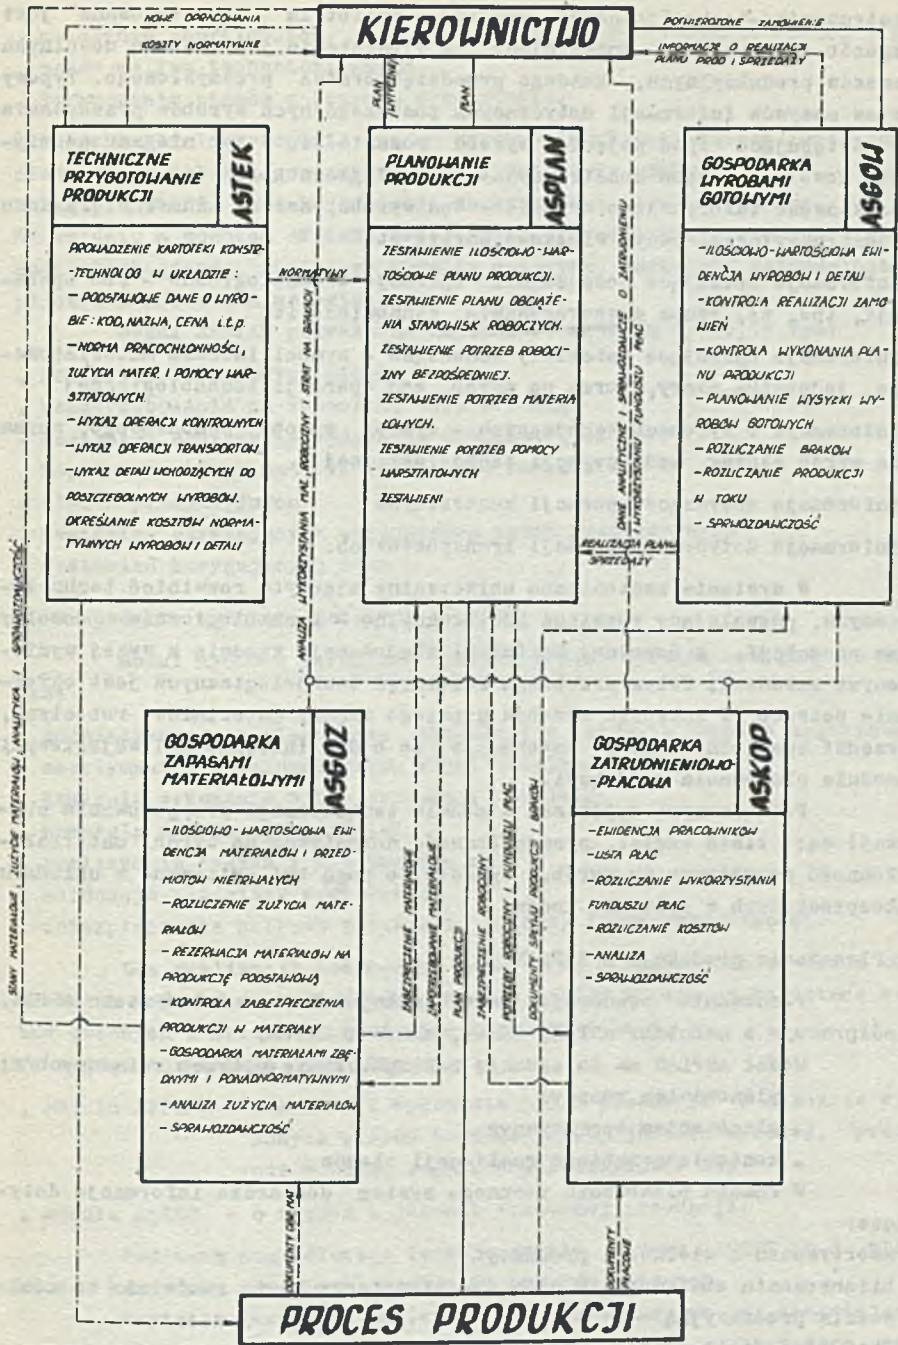 KIEROWNICTWO
NOWE OPRACOWANIA
KOSZTY NORMATYWNE
POTWIERDZONE ZAMÓWIENIE
INFORMACJE O REALIZACJI
PLANU PROD I SPRZEDAŻY
PLAN
PLAN
TECHNICZNE
PRZYGOTOWANIE
PRODUKCJI
ASTEK
PROWADZENIE KARTOTEKI KONSTR-
-TECHNOLOG W UKŁADZIE :
- PODSTAWOWE DANE O WYRO-
BIE : KOD, NAZWA, CENA i.t.p.
- NORMA PRACOCHŁONNOŚCI,
ZUŻYCIA MATER. I POMOCY WAR-
SZTATOWYCH
- WYKAZ OPERACJI KONTROLNYCH
- WYKAZ OPERACJI TRANSPORTOW.
- WYKAZ DETALI WCHODZĄCYCH DO
POSZCZEGÓLNYCH WYROBÓW.
OKREŚLANIE KOSZTÓW NORMA-
TYWNYCH WYROBÓW I DETALI
NORMATYWY
PLANOWANIE
PRODUKCJI
ASPLAN
ZESTAWIENIE ILOŚCIOWO-WAR-
TOŚCIOWE PLANU PRODUKCJI.
ZESTAWIENIE PLANU OBCIĄŻE-
NIA STANOWISK ROBOCZYCH.
ZESTAWIENIE POTRZEB ROBOCI-
ZNY BEZPOŚREDNIEJ.
ZESTAWIENIE POTRZEB MATERIA
ŁOWYCH.
ZESTAWIENIE POTRZEB POMOCY
WARSZTATOWYCH
ZESTAWIENI
GOSPODARKA
WYROBAMI
GOTOWYMI
ASGOW
- ILOŚCIOWO-WARTOŚCIOWA EWI-
DENCJA WYROBÓW I DETALI
- KONTROLA REALIZACJI ZAMÓ
WIEŃ
- KONTROLA WYKONANIA PLA-
NU PRODUKCJI
- PLANOWANIE WYSYŁKI WY-
ROBÓW GOTOWYCH
- ROZLICZANIE BRAKÓW
- ROZLICZANIE PRODUKCJI
W TOKU
- SPRAWOZDAWCZOŚĆ
ANALIZA WYKORZYSTANIA MAT, ROBOCIZNY I STRAT NA BRAKACH
DANE ANALITYCZNE I SPRAWOZDAWCZE O ZATRUDNIENIU
I WYKORZYSTANIU FUNDUSZU PŁAC
REALIZACJA PLANU
SPRZEDAŻY
STANY MATERIAŁOWE I ZUŻYCIE MATERIAŁU, ANALITYKA I SPRAWOZDAWCZOŚĆ
GOSPODARKA
ZAPASAMI
MATERIAŁOWYMI
ASGOZ
- ILOŚCIOWO-WARTOŚCIOWA EWI
DENCJA MATERIAŁÓW I PRZED
MIOTÓW NIETRWAŁYCH
- ROZLICZENIE ZUŻYCIA MATE-
RIAŁÓW
- REZERWACJA MATERIAŁÓW NA
PRODUKCJĘ PODSTAWOWĄ
- KONTROLA ZABEZPIECZENIA
PRODUKCJI W MATERIAŁY
- GOSPODARKA MATERIAŁAMI ZBĘ-
DNYMI I PONADNORMATYWNYMI
- ANALIZA ZUŻYCIA MATERIAŁÓW
- SPRAWOZDAWCZOŚĆ
ZABEZPIECZENIE MATERIAŁOWE
ZAPOTRZEBOWANIE MATERIAŁOWE
PLAN PRODUKCJI
ZABEZPIECZENIE ROBOCIZNY
POTRZEBY ROBOCIZNY I FUNDUSZU PŁAC
DOKUMENTY SPŁYWU PRODUKCJI I BRAKÓW
GOSPODARKA
ZATRUDNIENIOWO-
-PŁACOWA
ASKOP
- EWIDENCJA PRACOWNIKÓW
- LISTA PŁAC
- ROZLICZANIE WYKORZYSTANIA
FUNDUSZU PŁAC
- ROZLICZANIE KOSZTÓW
- ANALIZA
- SPRAWOZDAWCZOŚĆ
DOKUMENTY OBR MAT
DOKUMENTY
PŁACOWE
PROCES PRODUKCJI